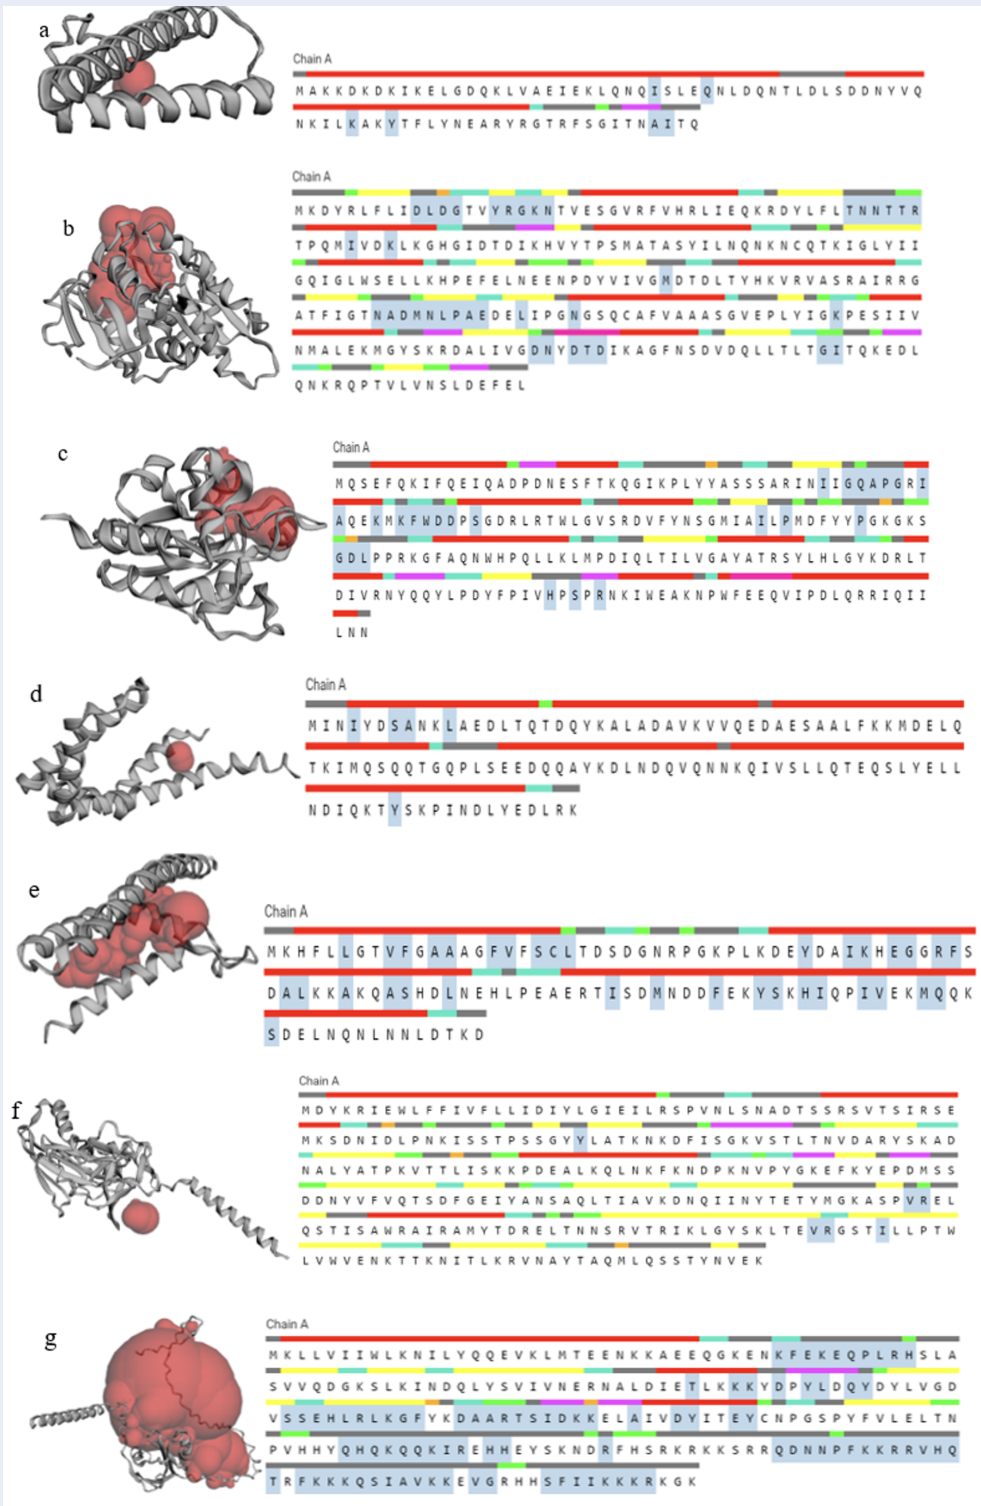 a
Chain A
MAKKDKDKIKELGDQKLVAEIEKLQNQISLEQNLDQNTLDLSDDNYVQ
NKILKAKYTFLYNEARYRGTRFSGITNAITQ
b
Chain A
MKDYRLFLIDLDGTVYRGKNTVESGVRFVHRLIEQKRDYLFLTNNTTR
TPQMIVDKLKGHGIDTDIKHVYTPSMATASYILNQNKNCQTKIGLYII
GQIGLWSELLKHPEFELNEENPDYVIVGMDTDLTYHKVRVASRAIRRG
ATFIGTNADMNLPAEDELIPGNGSQCAFVAAASGVEPLYIGKPESIIV
NMALEKMGYSKRDALIVGDNYDTDIKAGFNSDVDQLLTLTGITQKEDL
QNKRQPTVLVNSLDEFEL
c
Chain A
MQSEFQKIFQEIQADPDNESFTKQGIKPLYYASSSARINIIGQAPGRI
AQEKMKFWDDPSGDRLRTWLGVSRDVFYNSGMIAILPMDFYYPGKGKS
GDLPPRKGFAQNWHPQLLKLMPDIQLTILVGAYATRSYLHLGYKDRLT
DIVRNYQQYLPDYFPIVHPSPRNKIWEAKNPWFEEQVIPDLQRRIQII
LNN
d
Chain A
MINIYDSANKLAEDLTQTDQYKALADAVKVVQEDAESAALFKKMDELQ
TKIMQSQQTGQPLSEEDQQAYKDLNDQVQNNKQIVSLLQTEQSLYELL
NDIQKTYSKPINDLYEDLRK
e
Chain A
MKHFLLGTVFGAAAGFVFSCLTDSDGNRPGKPLKDEYDAIKHEGGRFS
DALKKAKQASHDLNEHLPEAERTISDMNDDFEKYSKHIQPIVEKMQQK
SDELNQNLNNLDTKD
f
Chain A
MDYKRIEWLFFIVFLLIDIYLGIEILRSPVNLSNADTSSRSVTSIRSE
MKSDNIDLPNKISSTPSSGYYLATKNKDFISGKVSTLTNVDARYSKAD
NALYATPKVTTLISKKPDEALKQLNKFKNDPKNVPYGKEFKYEPDMSS
DDNYVFVQTSDFGEIYANSAQLTIAVKDNQIINYTETYMGKASPVREL
QSTISAWRAIRAMYTDRELTNNSRVTRIKLGYSKLTEVRGSTILLPTW
LVWVENKTTKNITLKRVNAYTAQMLQSSTYNVEK
g
Chain A
MKLLVIIWLKNILYQQEVKLMTEENKKAEEQGKENKFEKEQPLRHSLA
SVVQDGKSLKINDQLYSVIVNERNALDIETLKKKYDPYLDQYDYLVGD
VSSEHLRLKGFYKDAARTSIDKKELAIVDYITEYCNPGSPYFVLELTN
PVHHYQHQKQQKIREHHEYSKNDRFHSRKRKKSRRQDNNPFKKRRVHQ
TRFKKKQSIAVKKEVGRHHSFIIKKKKRKGK